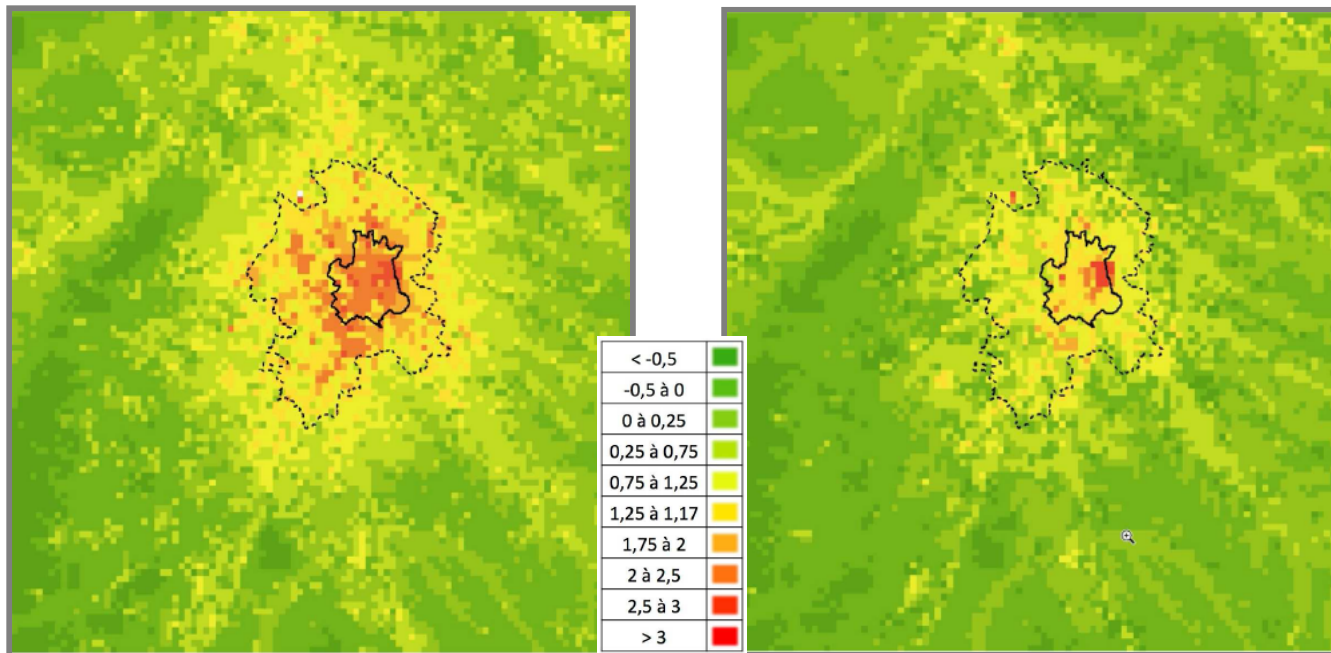 < -0,5
-0,5 à 0
0 à 0,25
0,25 à 0,75
0,75 à 1,25
1,25 à 1,17
1,75 à 2
2 à 2,5
2,5 à 3
> 3